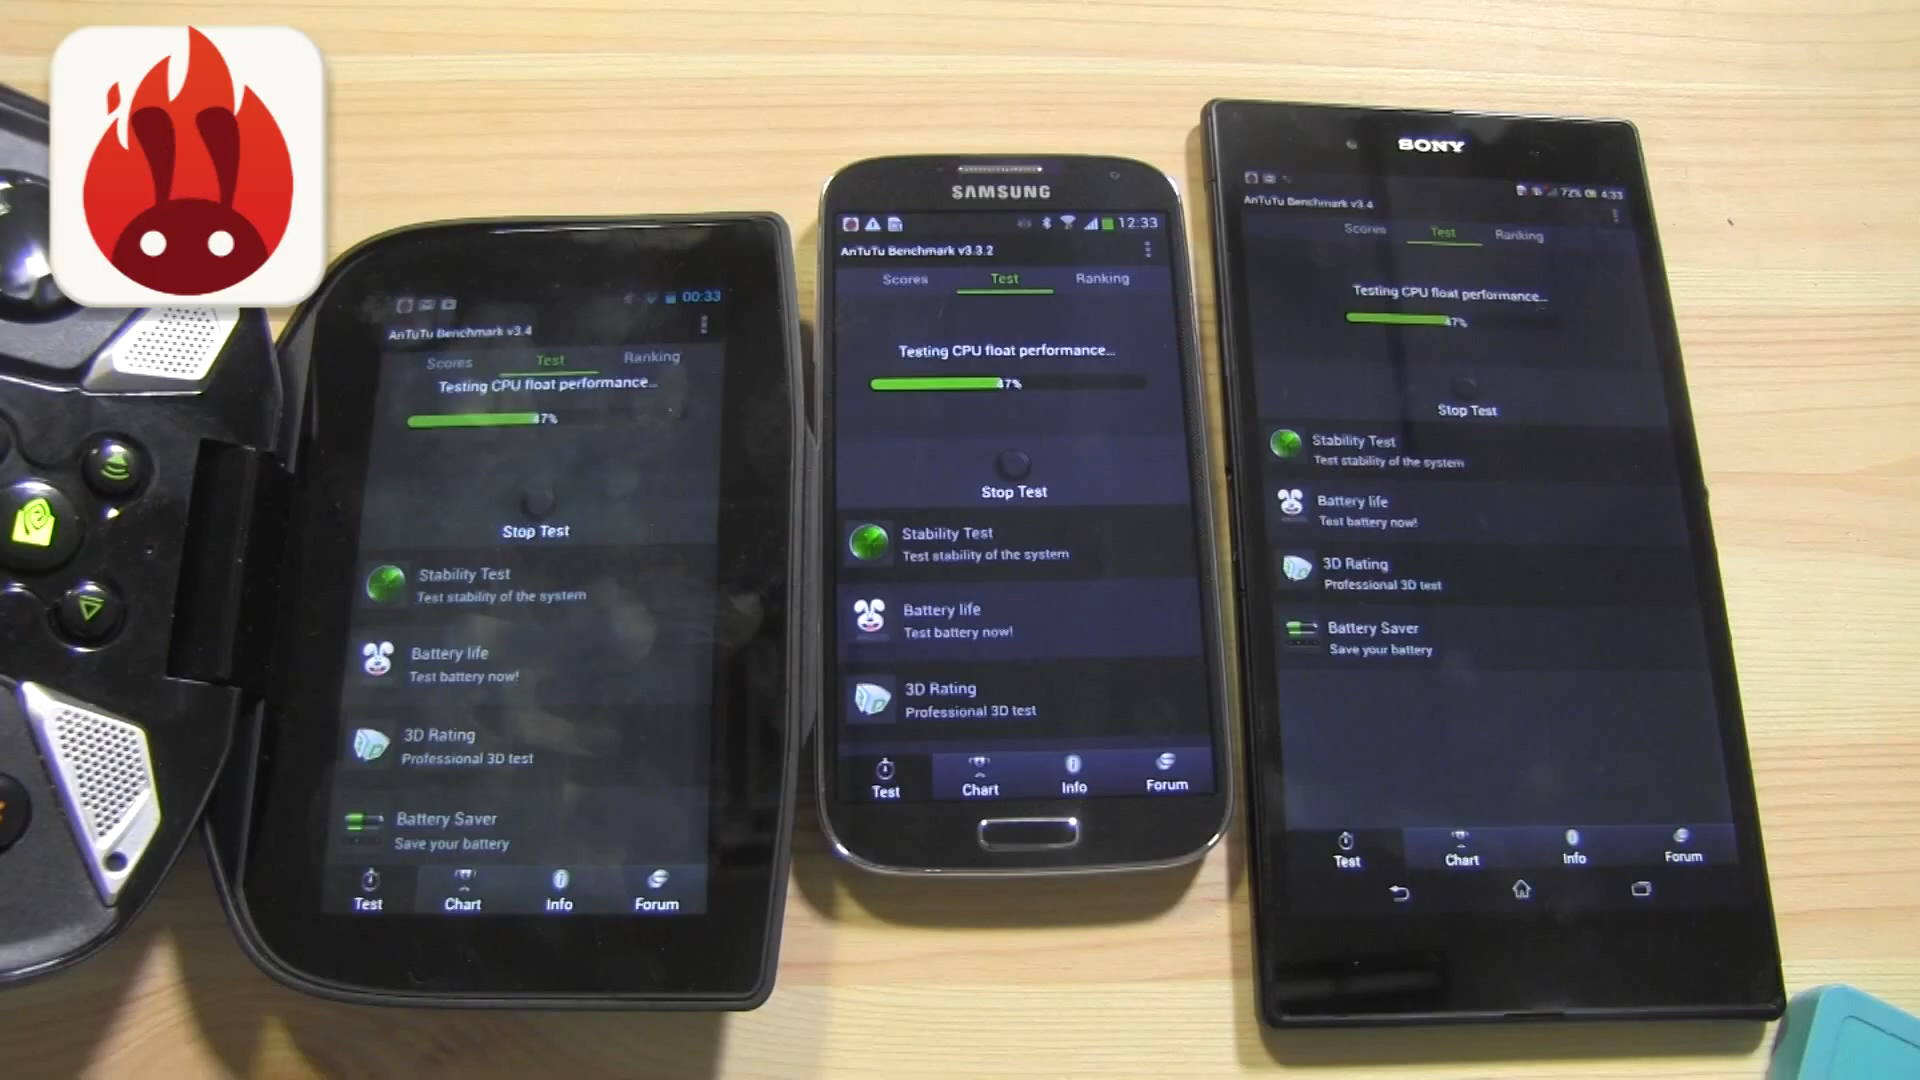 00:33
AnTuTu Benchmark v3.4
Scores Test Ranking
Testing CPU float performance...
47%
Stop Test
Stability Test
Test stability of the system
Battery life
Test battery now!
3D Rating
Professional 3D test
Battery Saver
Save your battery
Test Chart Info Forum
SAMSUNG
12:33
AnTuTu Benchmark v3.3.2
Scores Test Ranking
Testing CPU float performance...
47%
Stop Test
Stability Test
Test stability of the system
Battery life
Test battery now!
3D Rating
Professional 3D test
Test Chart Info Forum
SONY
72% 4:33
AnTuTu Benchmark v3.4
Scores Test Ranking
Testing CPU float performance...
47%
Stop Test
Stability Test
Test stability of the system
Battery life
Test battery now!
3D Rating
Professional 3D test
Battery Saver
Save your battery
Test Chart Info Forum